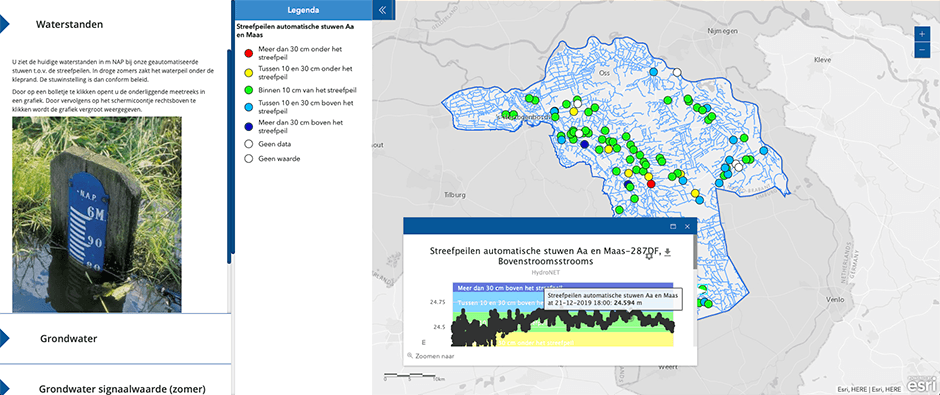 Waterstanden
U ziet de huidige waterstanden in m NAP bij onze geautomatiseerde
stuwen t.o.v. de streefpeilen. In droge zomers zakt het waterpeil onder de
kleprand. De stuwinstelling is dan conform beleid.
Door op een bolletje te klikken opent u de onderliggende meetreeks in
een grafiek. Door vervolgens op het schermicoontje rechtsboven te
klikken wordt de grafiek vergroot weergegeven.
N.A.P.
6M
90
80
Grondwater
Grondwater signaalwaarde (zomer)
Legenda
Streefpeilen automatische stuwen Aa
en Maas
Meer dan 30 cm onder het
streefpeil
Tussen 10 en 30 cm onder het
streefpeil
Binnen 10 cm van het streefpeil
Tussen 10 en 30 cm boven het
streefpeil
Meer dan 30 cm boven het
streefpeil
Geen data
Geen waarde
Nijmegen
Kleve
Oss
Tilburg
Venlo
Weert
NETHERLANDS
GERMANY
Streefpeilen automatische stuwen Aa en Maas-287DF,
Bovenstroomsstrooms
HydroNET
Meer dan 30 cm boven het
Tussen 10 en 30 cm boven he
Streefpeilen automatische stuwen Aa en Maas
at 21-12-2019 18:00: 24.594 m
24.75
24.5
E
Zoomen naar
10km
Esri, HERE | Esri, HERE
esri